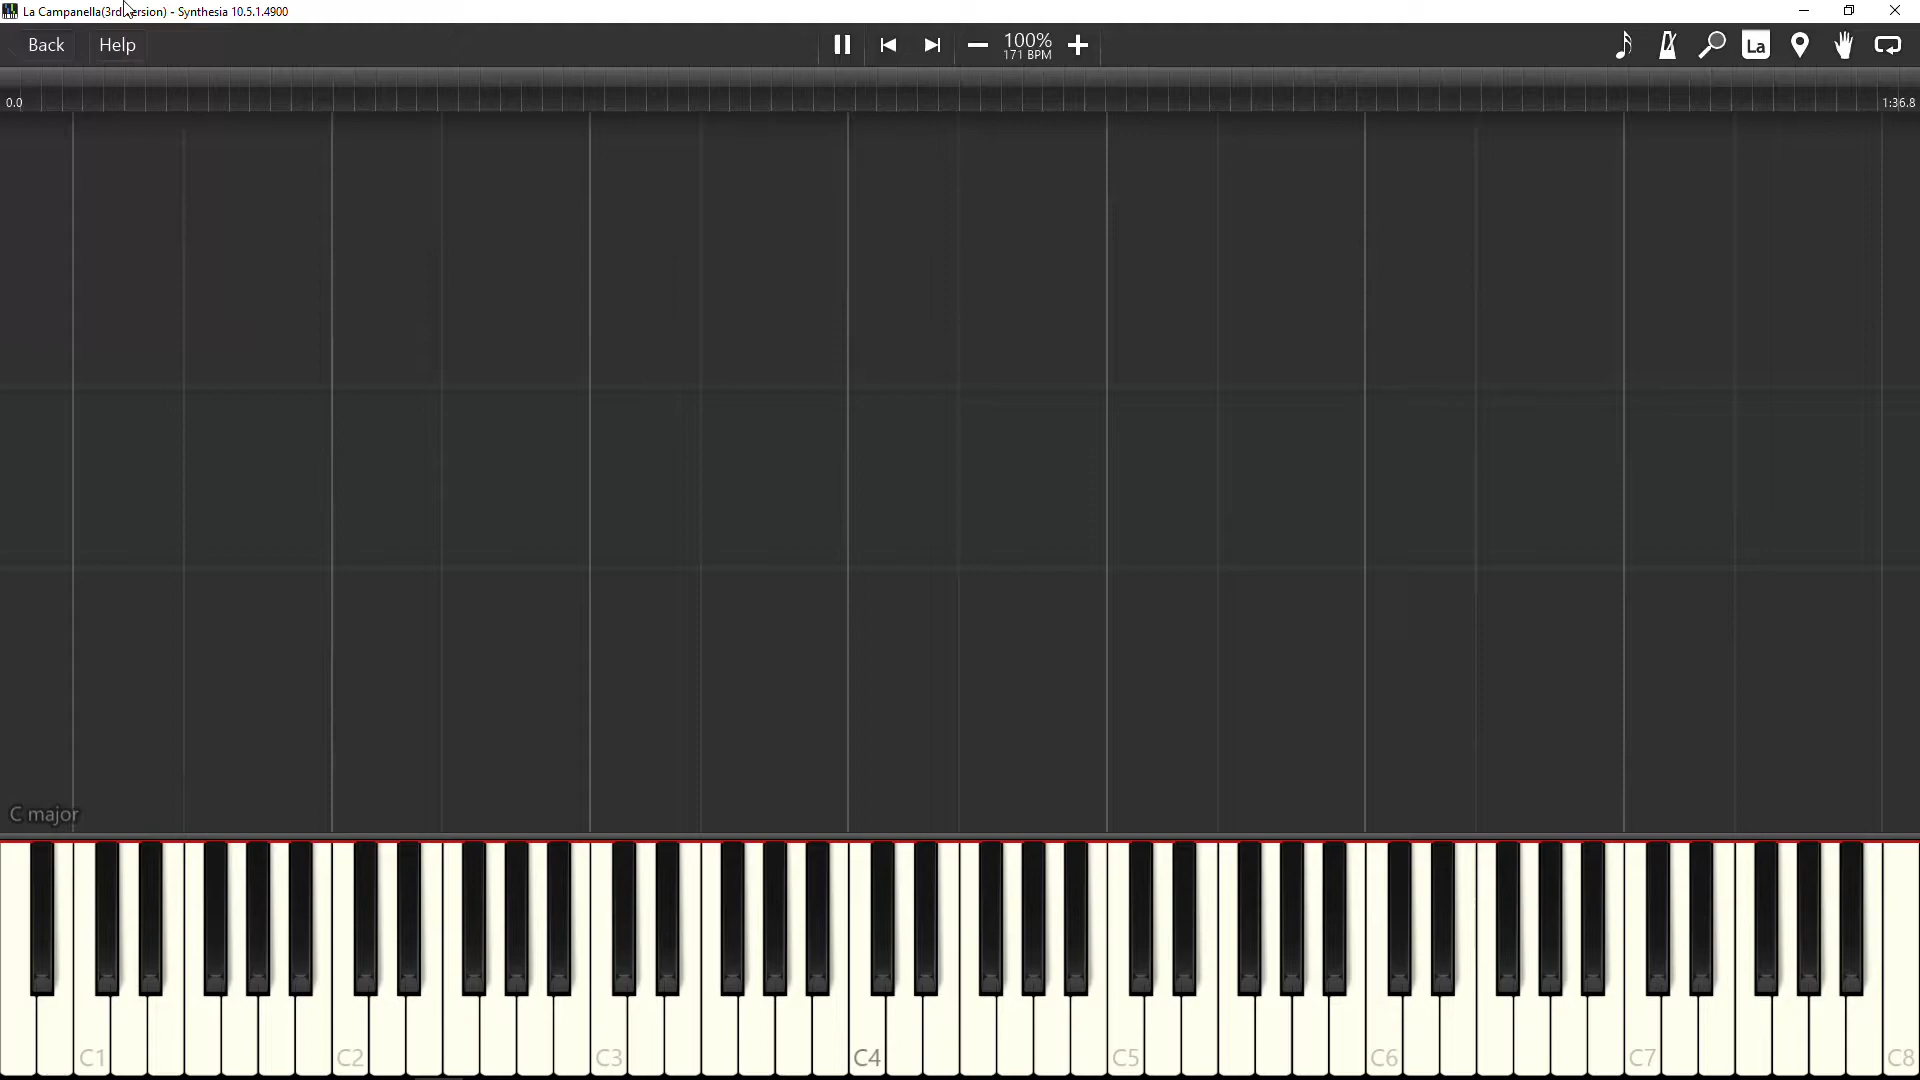 La Campanella(3rd version) - Synthesia 10.5.1.4900
Back Help 100% La
171 BPM
0.0 1:36.8
C major
C1 C2 C3 C4 C5 C6 C7 C8